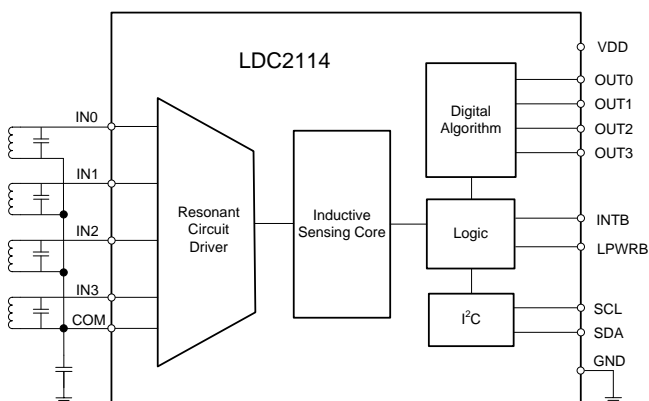 LDC2114
VDD
OUT0
OUT1
OUT2
OUT3
Digital
Algorithm
IN0
IN1
IN2
IN3
COM
Resonant
Circuit
Driver
Inductive
Sensing Core
Logic
INTB
LPWRB
I²C
SCL
SDA
GND